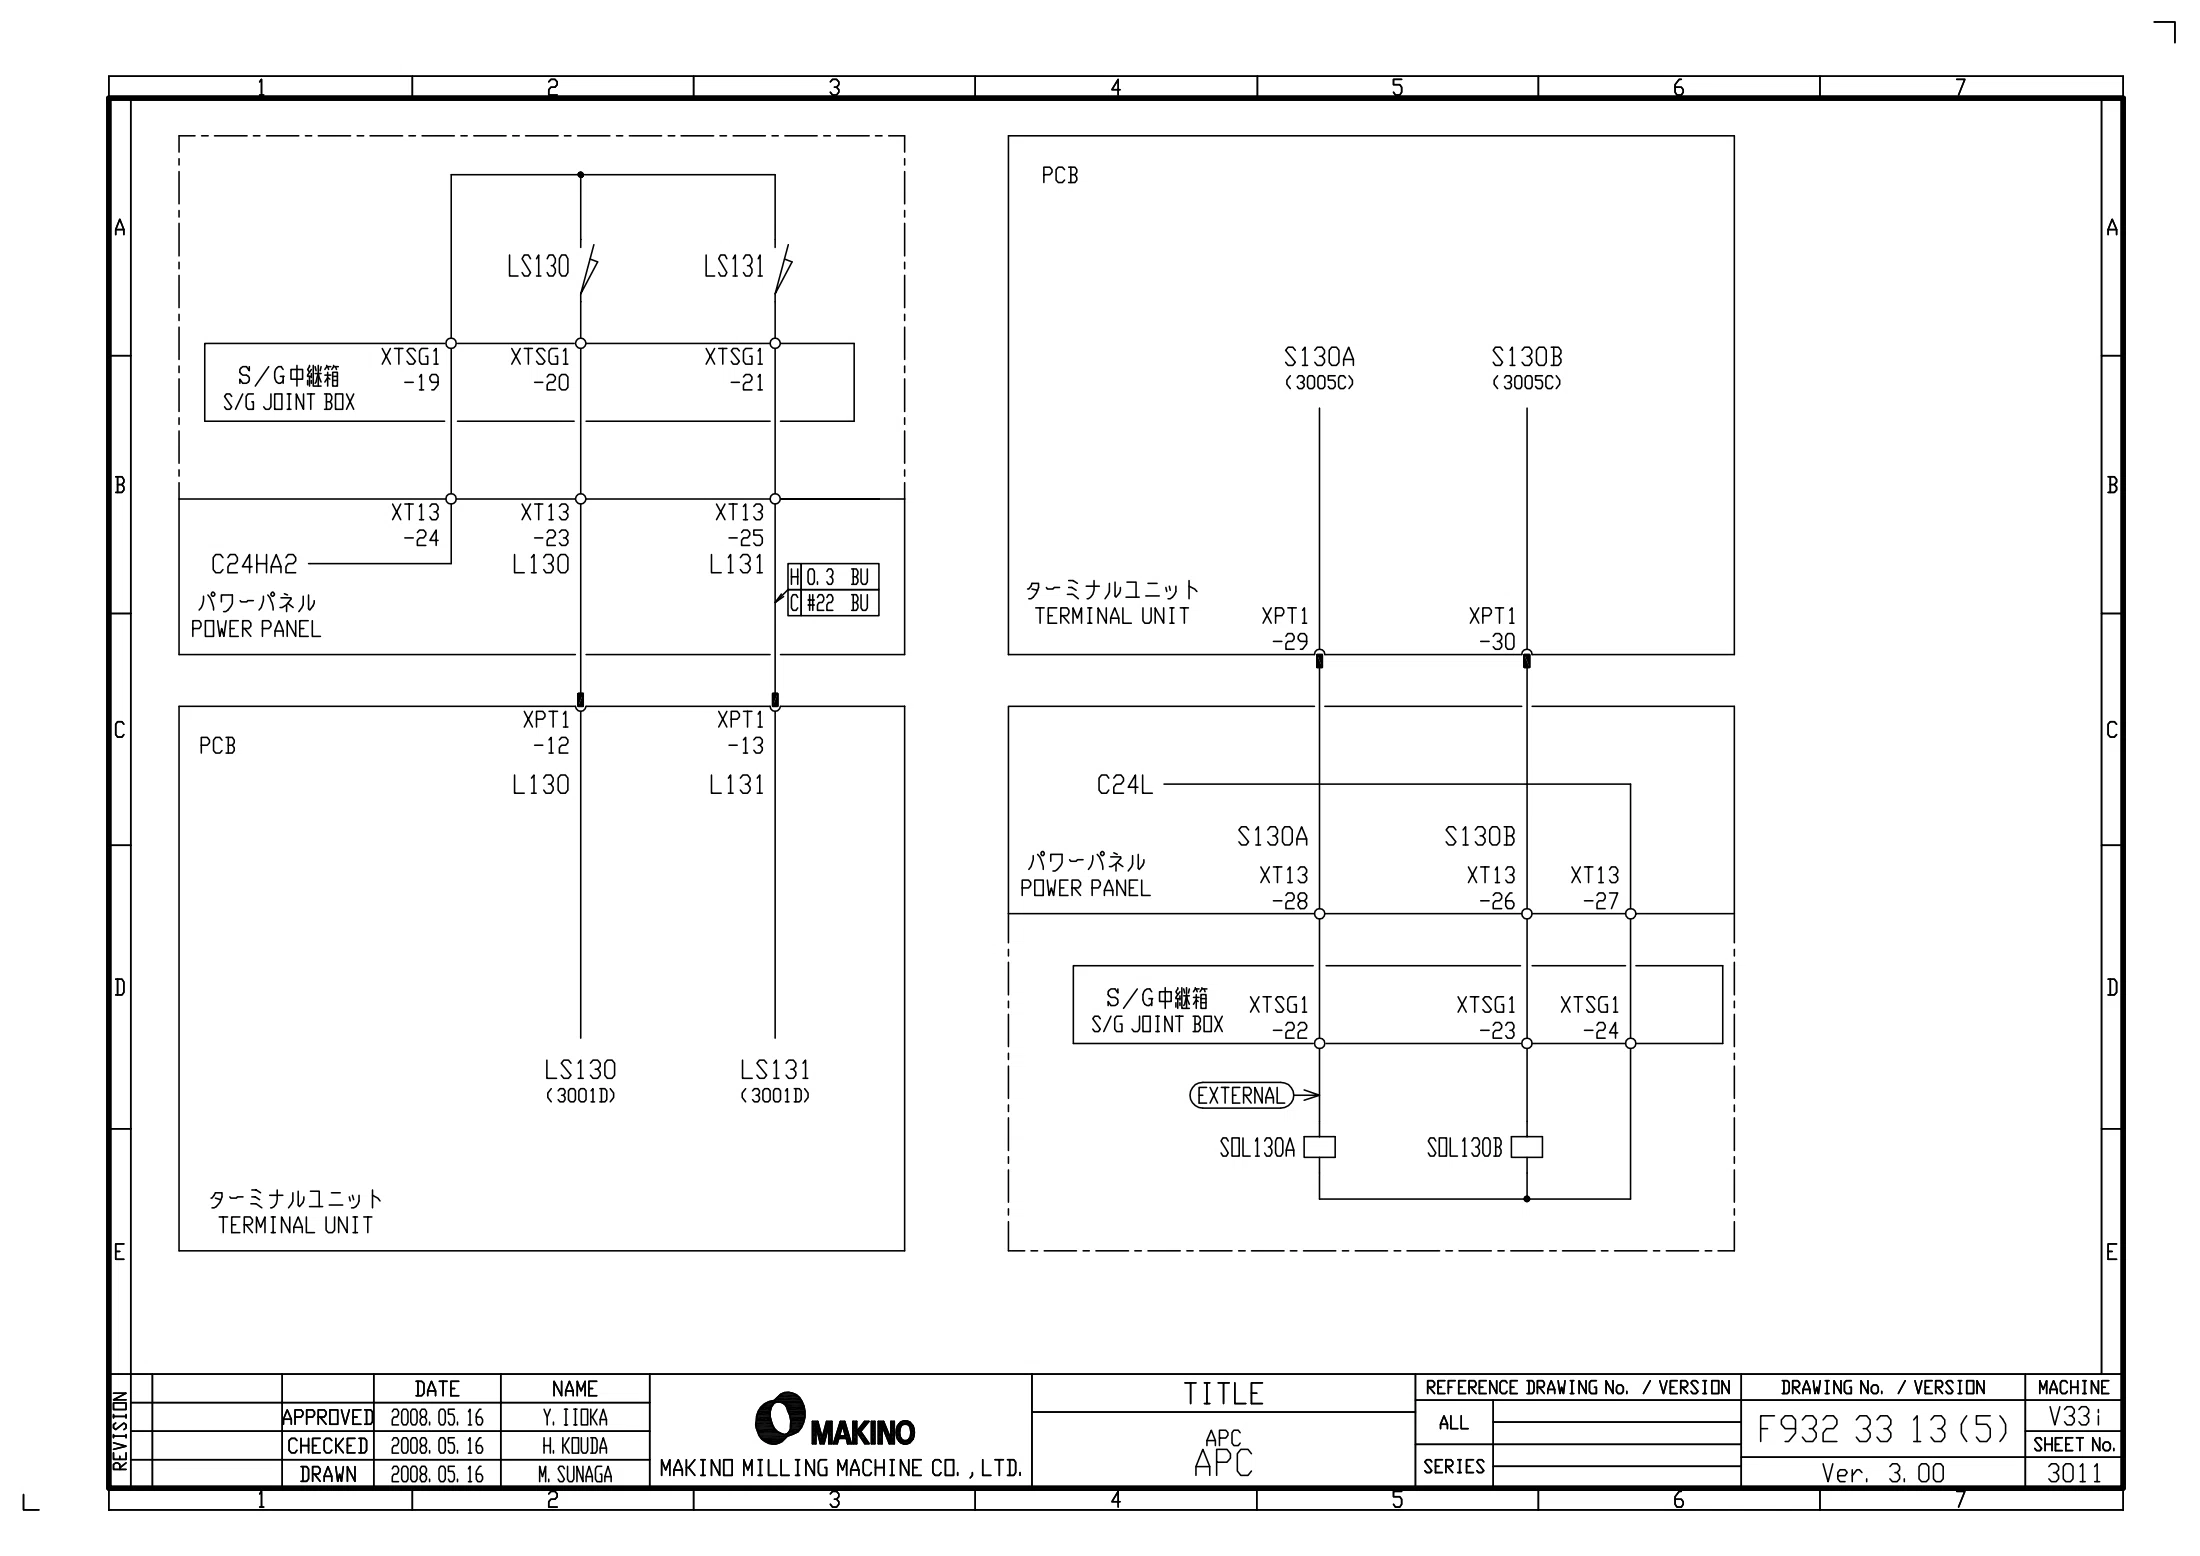 1 2 3 4 5 6 7
A
B
C
D
E
LS130
LS131
XTSG1
-19
XTSG1
-20
XTSG1
-21
S/G中継箱
S/G JOINT BOX
XT13
-24
XT13
-23
L130
XT13
-25
L131
C24HA2
H 0.3 BU
C #22 BU
パワーパネル
POWER PANEL
PCB
XPT1
-12
L130
XPT1
-13
L131
LS130
(3001D)
LS131
(3001D)
ターミナルユニット
TERMINAL UNIT
PCB
S130A
(3005C)
S130B
(3005C)
ターミナルユニット
TERMINAL UNIT
XPT1
-29
XPT1
-30
C24L
S130A
S130B
パワーパネル
POWER PANEL
XT13
-28
XT13
-26
XT13
-27
S/G中継箱
S/G JOINT BOX
XTSG1
-22
XTSG1
-23
XTSG1
-24
EXTERNAL
SOL130A
SOL130B
A
B
C
D
E
REVISION
DATE NAME
APPROVED 2008.05.16 Y. IIOKA
CHECKED 2008.05.16 H. KOUDA
DRAWN 2008.05.16 M. SUNAGA
MAKINO
MAKINO MILLING MACHINE CO.,LTD.
TITLE
APC
APC
REFERENCE DRAWING No. / VERSION
ALL
SERIES
DRAWING No. / VERSION
F932 33 13(5)
Ver. 3.00
MACHINE
V33i
SHEET No.
3011
1 2 3 4 5 6 7